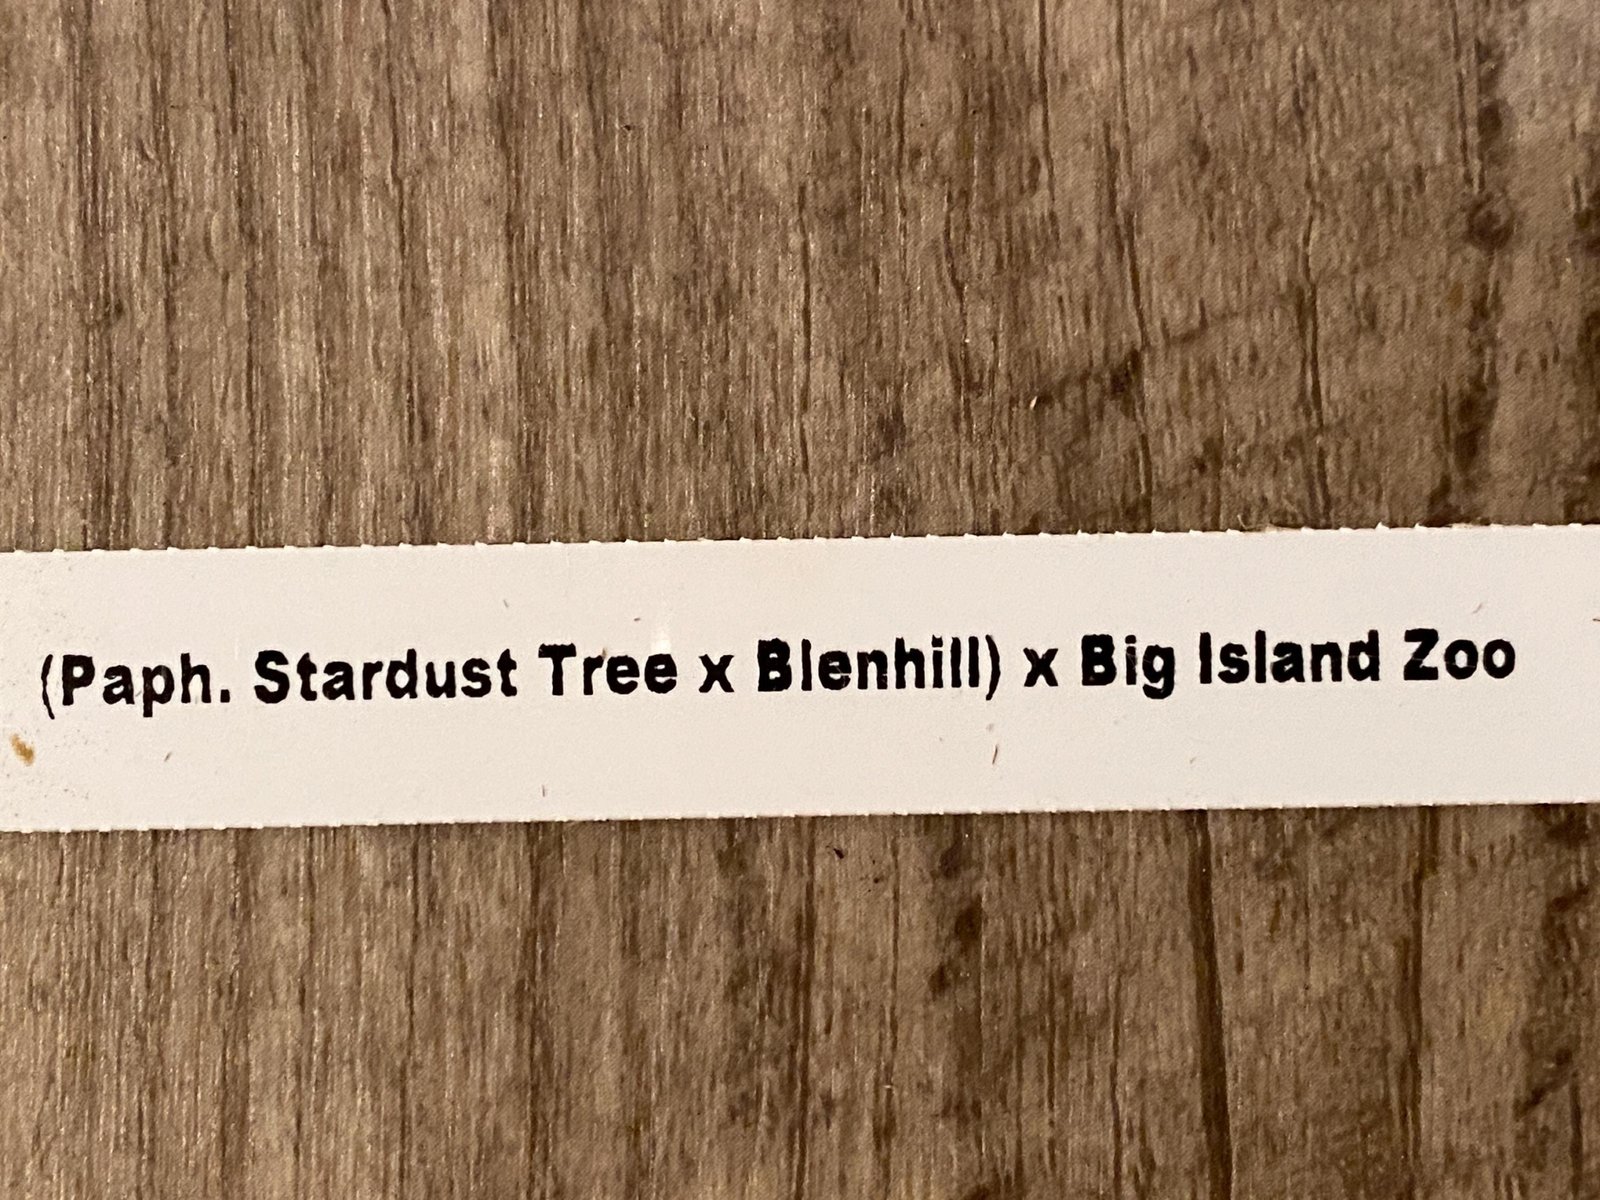 (Paph. Stardust Tree x Blenhill) x Big Island Zoo